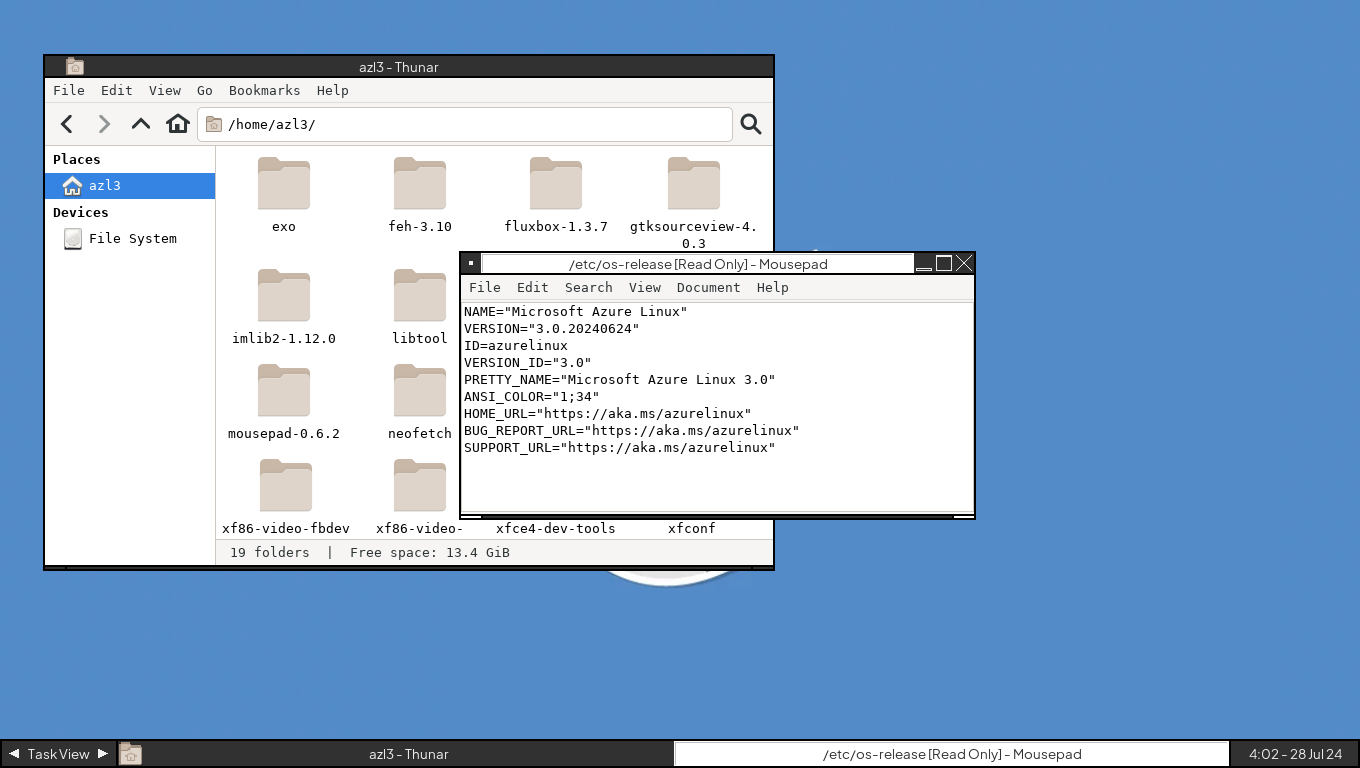 azl3 - Thunar
File Edit View Go Bookmarks Help
/home/azl3/
Places
azl3
Devices
File System
exo
feh-3.10
fluxbox-1.3.7
gtksourceview-4.
0.3
imlib2-1.12.0
libtool
mousepad-0.6.2
neofetch
xf86-video-fbdev
xf86-video-
xfce4-dev-tools
xfconf
19 folders | Free space: 13.4 GiB
/etc/os-release [Read Only] - Mousepad
File Edit Search View Document Help
NAME="Microsoft Azure Linux"
VERSION="3.0.20240624"
ID=azurelinux
VERSION_ID="3.0"
PRETTY_NAME="Microsoft Azure Linux 3.0"
ANSI_COLOR="1;34"
HOME_URL="https://aka.ms/azurelinux"
BUG_REPORT_URL="https://aka.ms/azurelinux"
SUPPORT_URL="https://aka.ms/azurelinux"
TaskView
azl3 - Thunar
/etc/os-release [Read Only] - Mousepad
4:02 - 28 Jul 24